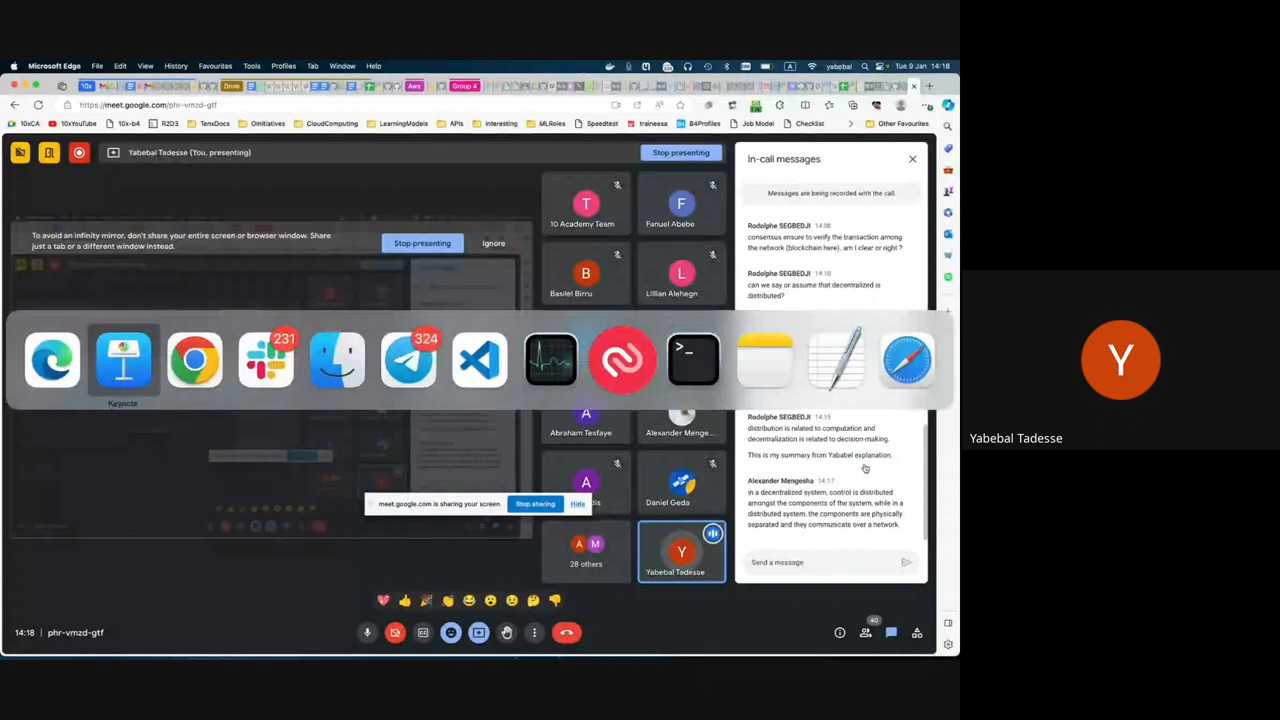 Microsoft Edge File Edit View History Favourites Tools Profiles Tab Window Help yabebal Tue 9 Jan 14:18
10x Drive Aws Group 4
https://meet.google.com/phr-vmzd-gtf
10xCA 10xYouTube 10x-b4 R2D3 TenxDocs OInitiatives CloudComputing LearningModels APIs Interesting MLRoles Speedtest traineesa B4Profiles Job Model Checklist Other Favourites
Yabebal Tadesse (You, presenting)
Stop presenting
To avoid an infinity mirror, don't share your entire screen or browser window. Share
just a tab or a different window instead.
Stop presenting
Ignore
10 Academy Team
Fanuel Abebe
Basilel Birru
Lillian Alehegn
In-call messages
Messages are being recorded with the call.
Rodolphe SEGBEDJI 14:08
consensus ensure to verify the transaction among
the network (blockchain here), am I clear or right ?
Rodolphe SEGBEDJI 14:10
can we say or assume that decentralized is
distributed?
231
324
Keynote
Abraham Tesfaye
Alexander Menge...
Daniel Geda
28 others
Yabebal Tadesse
Rodolphe SEGBEDJI 14:15
distribution is related to computation and
decentralization is related to decision-making.
This is my summary from Yababel explanation.
Alexander Mengesha 14:17
in a decentralized system, control is distributed
amongst the components of the system, while in a
distributed system, the components are physically
separated and they communicate over a network.
Send a message
meet.google.com is sharing your screen.
Stop sharing
Hide
14:18 | phr-vmzd-gtf
40
Y
Yabebal Tadesse